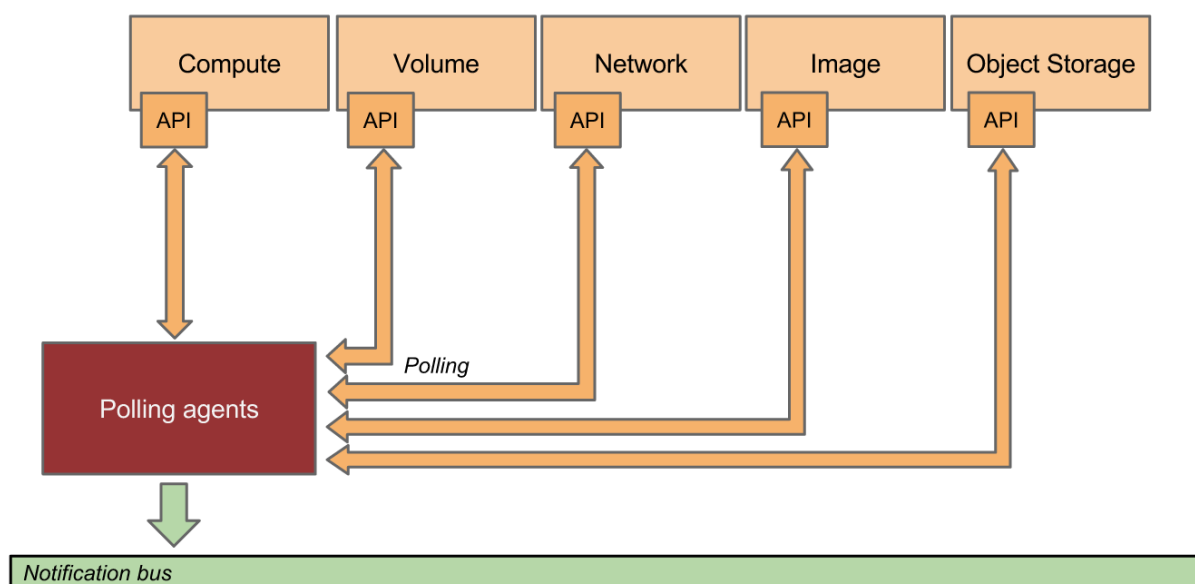 Compute
Volume
Network
Image
Object Storage
API
API
API
API
API
Polling
Polling agents
Notification bus